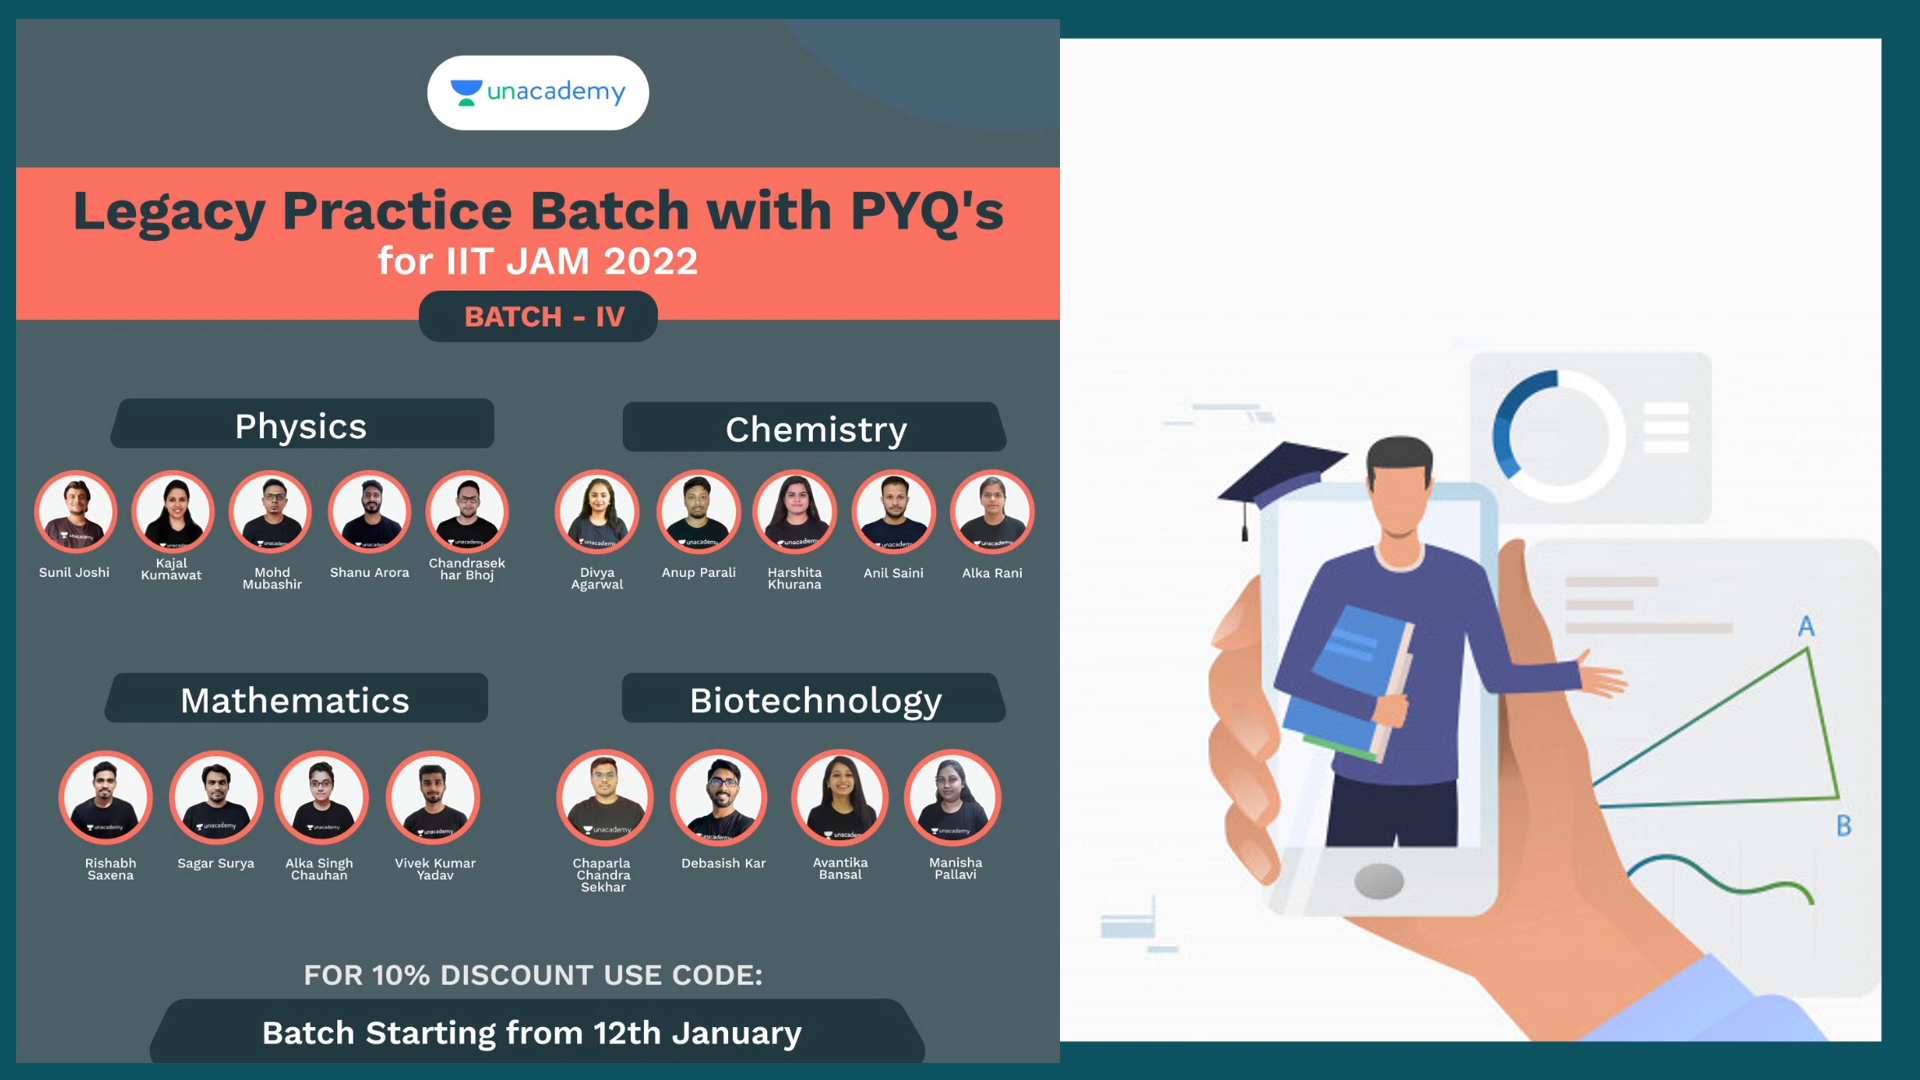 unacademy
Legacy Practice Batch with PYQ's
for IIT JAM 2022
BATCH - IV
Physics
Chemistry
Sunil Joshi
Kajal
Kumawat
Mohd
Mubashir
Shanu Arora
Chandrasek
har Bhoj
Divya
Agarwal
Anup Parali
Harshita
Khurana
Anil Saini
Alka Rani
Mathematics
Biotechnology
Rishabh
Saxena
Sagar Surya
Alka Singh
Chauhan
Vivek Kumar
Yadav
Chaparla
Chandra
Sekhar
Debasish Kar
Avantika
Bansal
Manisha
Pallavi
FOR 10% DISCOUNT USE CODE:
Batch Starting from 12th January
A
B